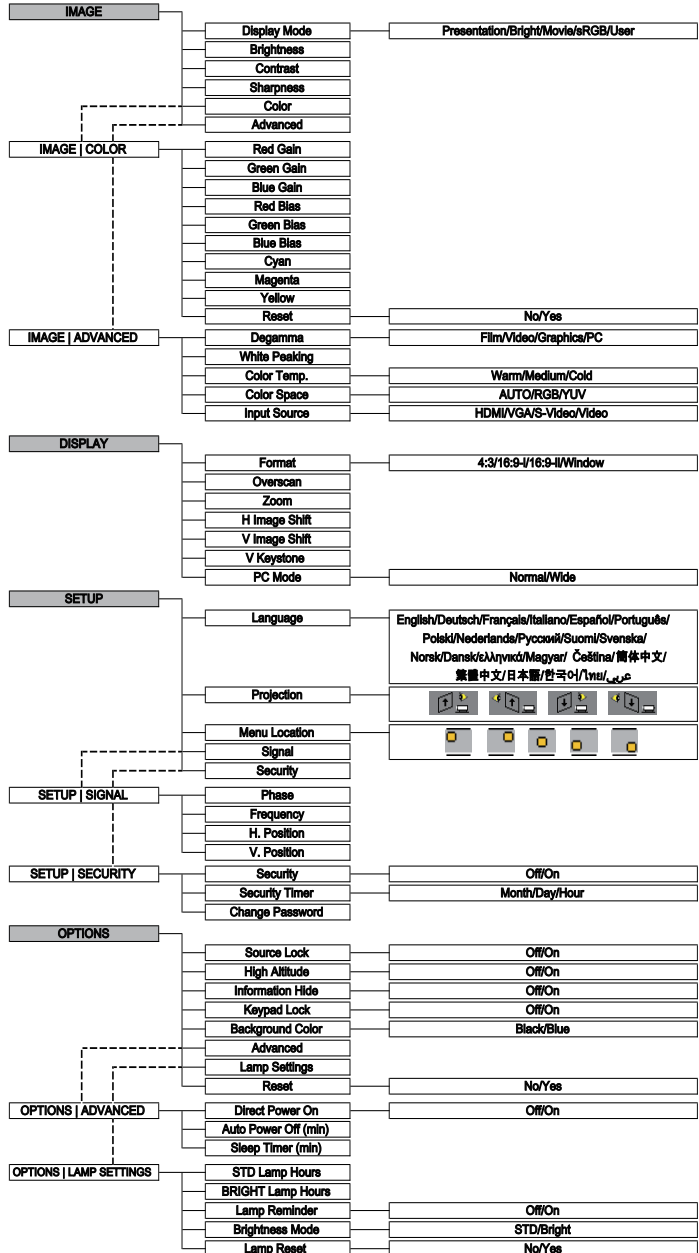 IMAGE
Display Mode Presentation/Bright/Movie/sRGB/User
Brightness
Contrast
Sharpness
Color
Advanced
IMAGE | COLOR Red Gain
Green Gain
Blue Gain
Red Bias
Green Bias
Blue Bias
Cyan
Magenta
Yellow
Reset No/Yes
IMAGE | ADVANCED Degamma Film/Video/Graphics/PC
White Peaking
Color Temp. Warm/Medium/Cold
Color Space AUTO/RGB/YUV
Input Source HDMI/VGA/S-Video/Video
DISPLAY
Format 4:3/16:9-I/16:9-II/Window
Overscan
Zoom
H Image Shift
V Image Shift
V Keystone
PC Mode Normal/Wide
SETUP
Language English/Deutsch/Français/Italiano/Español/Português/
Polski/Nederlands/Русский/Suomi/Svenska/
Norsk/Dansk/ελληνικά/Magyar/ Čeština/簡体中文/
繁體中文/日本語/한국어/ไทย/عربي
Projection
Menu Location
Signal
Security
SETUP | SIGNAL Phase
Frequency
H. Position
V. Position
SETUP | SECURITY Security Off/On
Security Timer Month/Day/Hour
Change Password
OPTIONS
Source Lock Off/On
High Altitude Off/On
Information Hide Off/On
Keypad Lock Off/On
Background Color Black/Blue
Advanced
Lamp Settings
Reset No/Yes
OPTIONS | ADVANCED Direct Power On Off/On
Auto Power Off (min)
Sleep Timer (min)
OPTIONS | LAMP SETTINGS STD Lamp Hours
BRIGHT Lamp Hours
Lamp Reminder Off/On
Brightness Mode STD/Bright
Lamp Reset No/Yes